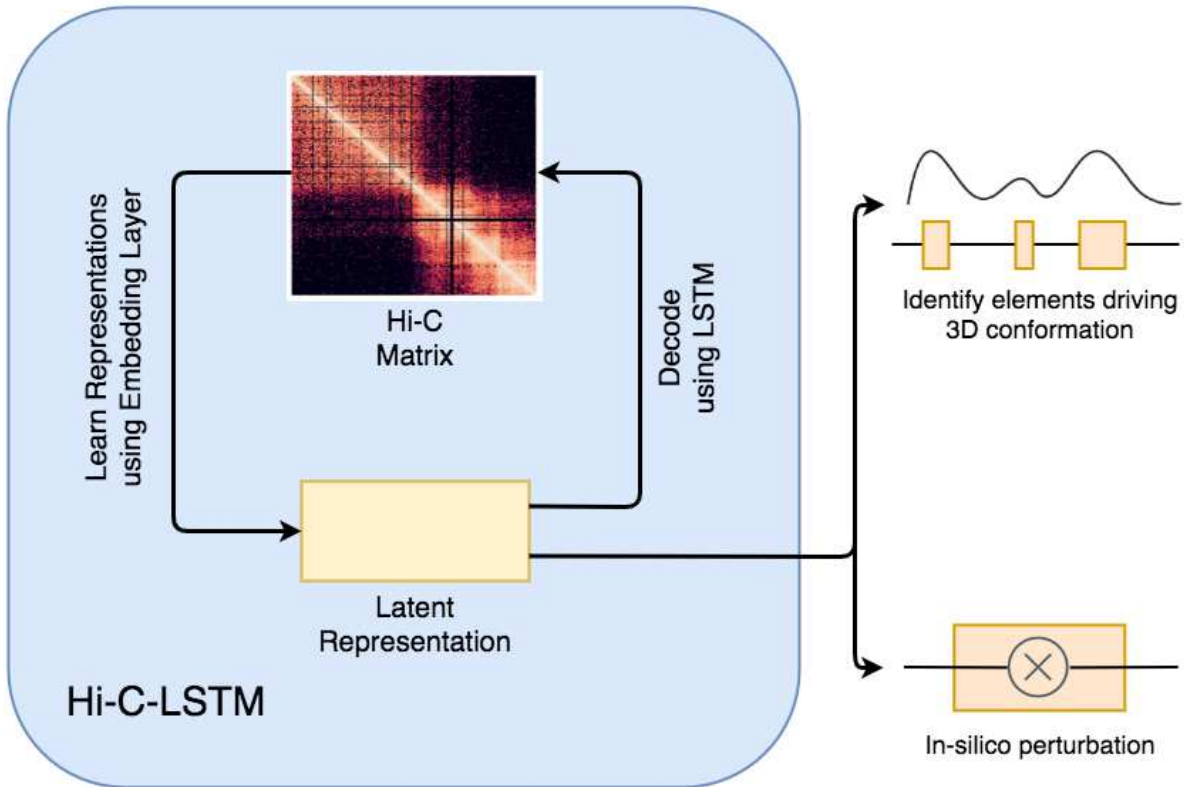 Learn Representations
using Embedding Layer
Hi-C
Matrix
Decode
using LSTM
Latent
Representation
Hi-C-LSTM
Identify elements driving
3D conformation
In-silico perturbation